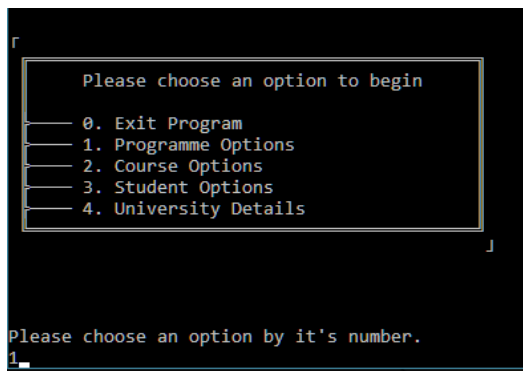 Please choose an option to begin
0. Exit Program
1. Programme Options
2. Course Options
3. Student Options
4. University Details
Please choose an option by it's number.
1